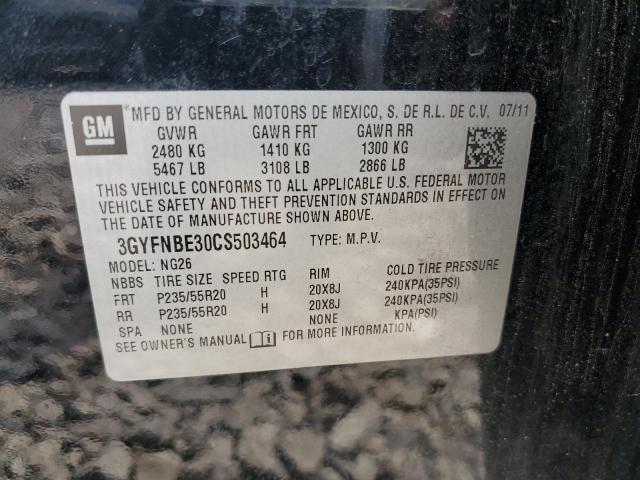 GM
*MFD BY GENERAL MOTORS DE MEXICO, S. DE R.L. DE C.V. 07/11
GVWR GAWR FRT GAWR RR
2480 KG 1410 KG 1300 KG
5467 LB 3108 LB 2866 LB
THIS VEHICLE CONFORMS TO ALL APPLICABLE U.S. FEDERAL MOTOR
VEHICLE SAFETY AND THEFT PREVENTION STANDARDS IN EFFECT ON
THE DATE OF MANUFACTURE SHOWN ABOVE.
3GYFNBE30CS503464 TYPE: M.P.V.
MODEL: NG26
NBBS TIRE SIZE SPEED RTG RIM COLD TIRE PRESSURE
FRT P235/55R20 H 20X8J 240KPA(35PSI)
RR P235/55R20 H 20X8J 240KPA(35PSI)
SPA NONE NONE KPA(PSI)
SEE OWNER'S MANUAL FOR MORE INFORMATION.